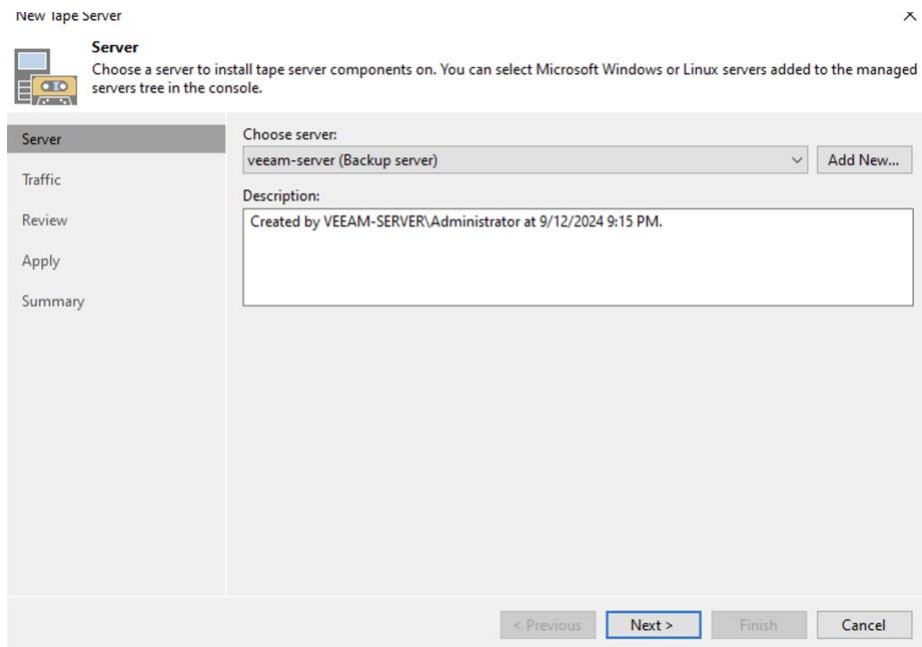 New Tape Server
Server
Choose a server to install tape server components on. You can select Microsoft Windows or Linux servers added to the managed
servers tree in the console.
Server
Traffic
Review
Apply
Summary
Choose server:
veeam-server (Backup server)
Add New...
Description:
Created by VEEAM-SERVER\Administrator at 9/12/2024 9:15 PM.
< Previous
Next >
Finish
Cancel